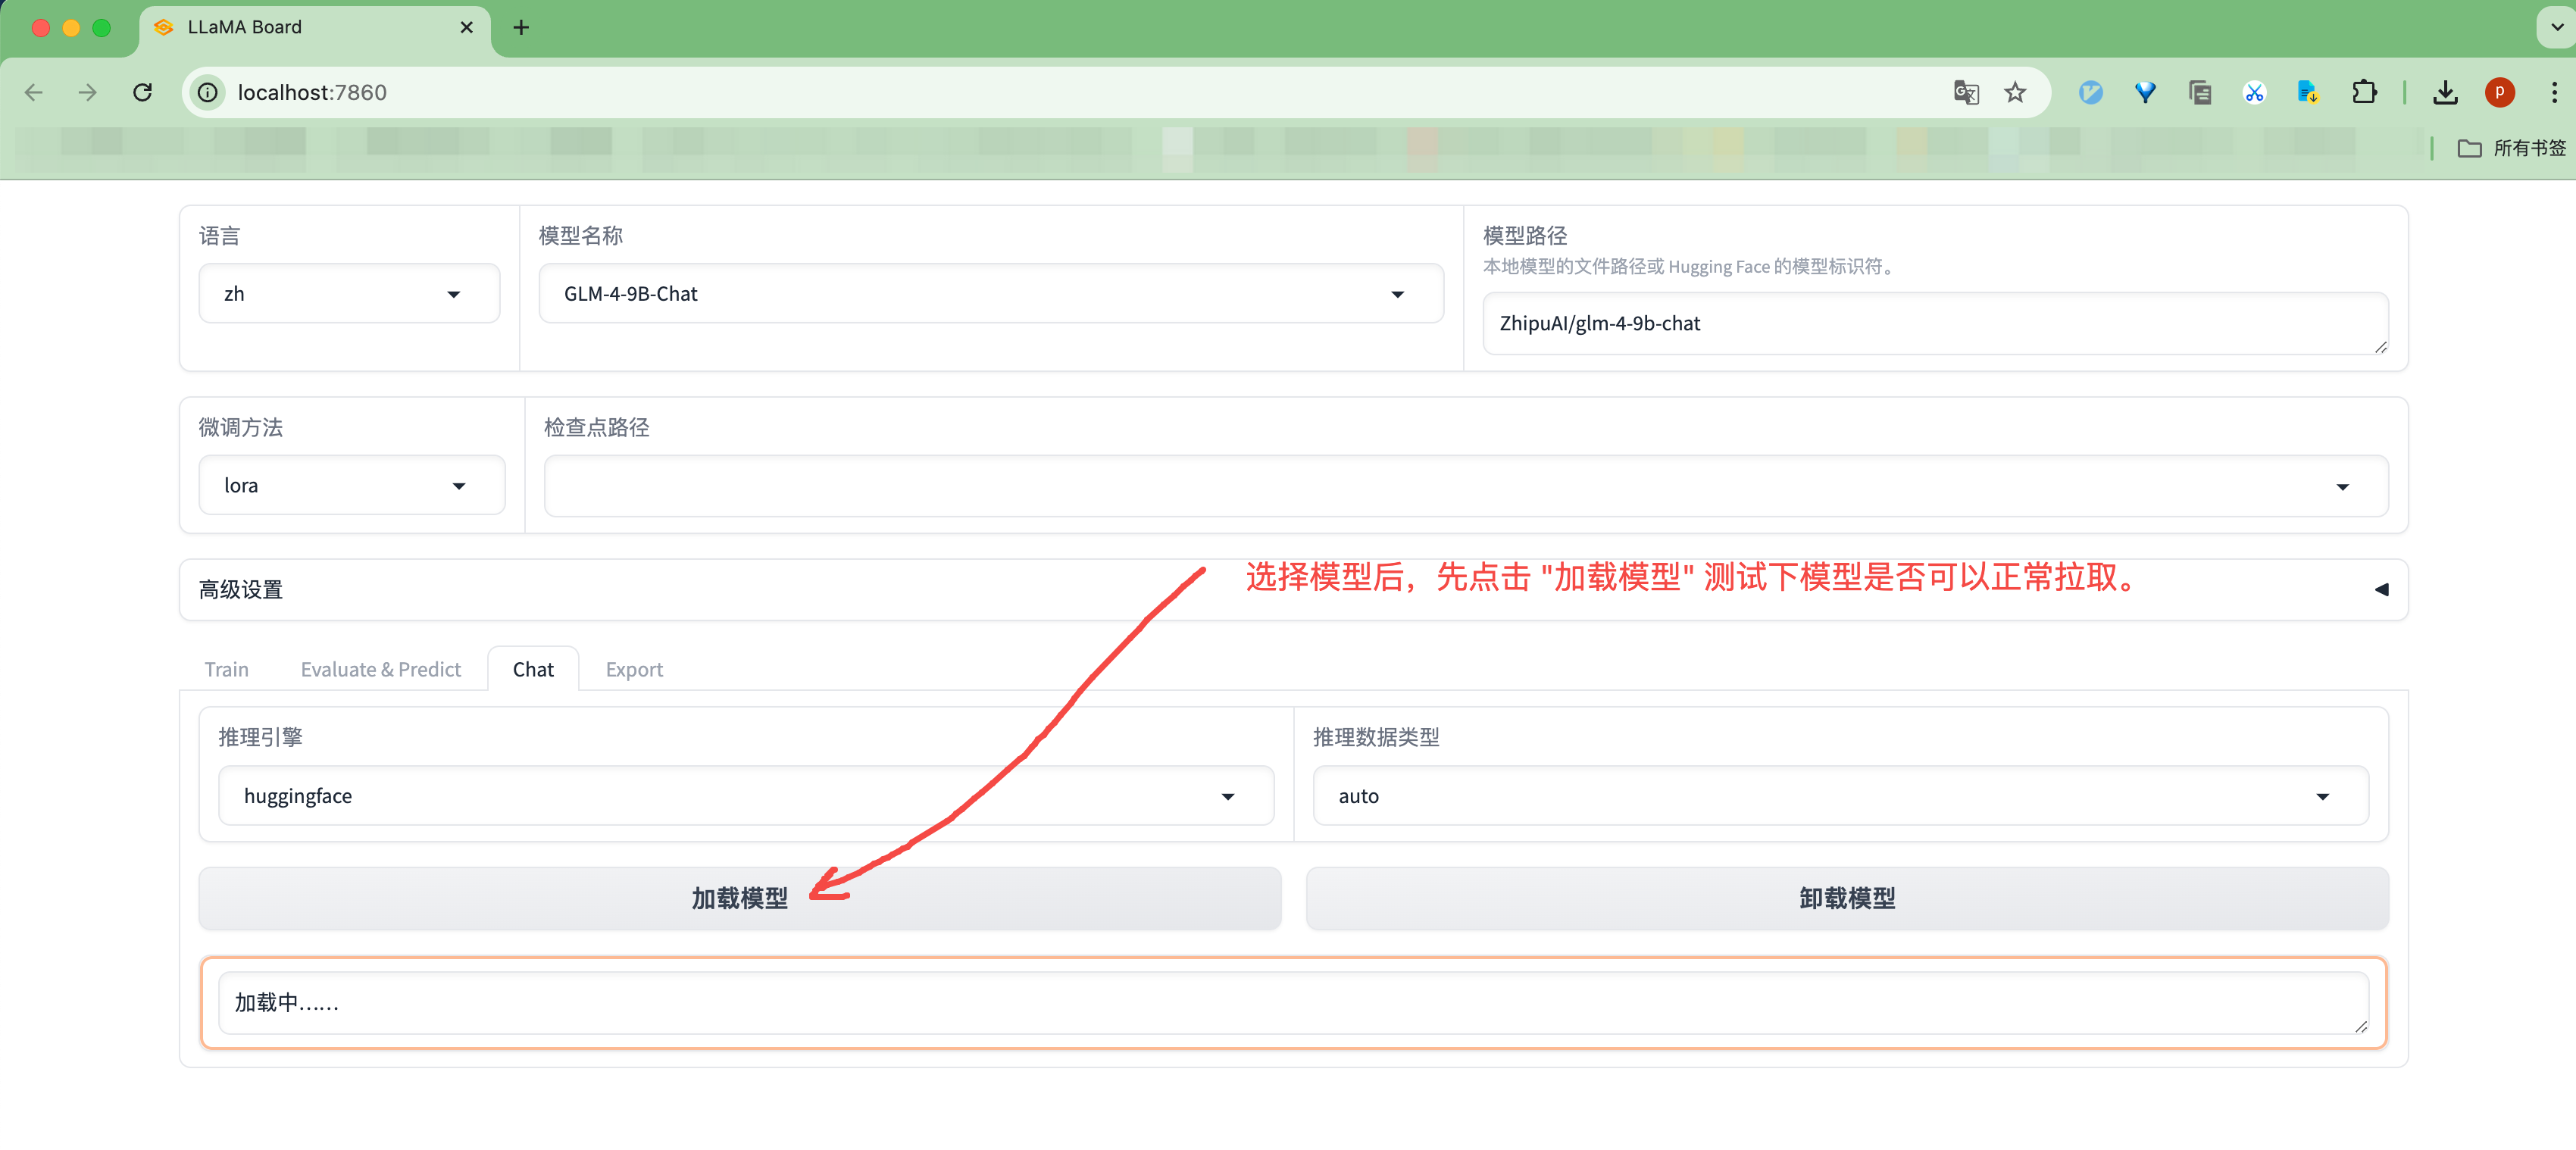 LLaMA Board
localhost:7860
P
所有书签
语言
模型名称
模型路径
本地模型的文件路径或 Hugging Face 的模型标识符。
zh
GLM-4-9B-Chat
ZhipuAI/glm-4-9b-chat
微调方法
检查点路径
lora
选择模型后，先点击 "加载模型" 测试下模型是否可以正常拉取。
高级设置
Train
Evaluate & Predict
Chat
Export
推理引擎
推理数据类型
huggingface
auto
加载模型
卸载模型
加载中……